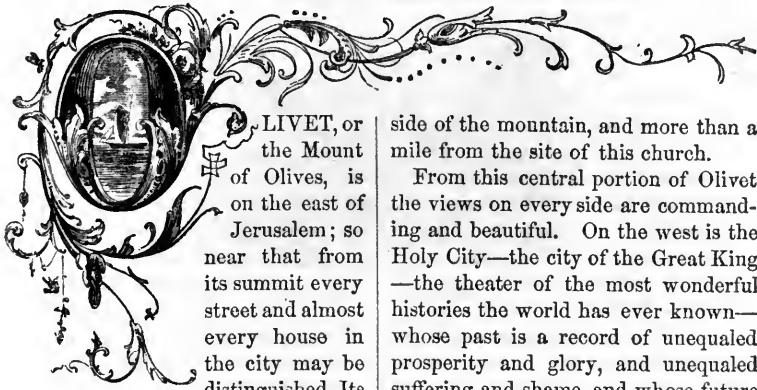 OLIVET, or
the Mount
of Olives, is
on the east of
Jerusalem; so
near that from
its summit every
street and almost
every house in
the city may be
distinguished. Its
side of the mountain, and more than a
mile from the site of this church.
From this central portion of Olivet
the views on every side are command-
ing and beautiful. On the west is the
Holy City—the city of the Great King
—the theater of the most wonderful
histories the world has ever known—
whose past is a record of unequaled
prosperity and glory, and unequaled
suffering and shame, and whose future